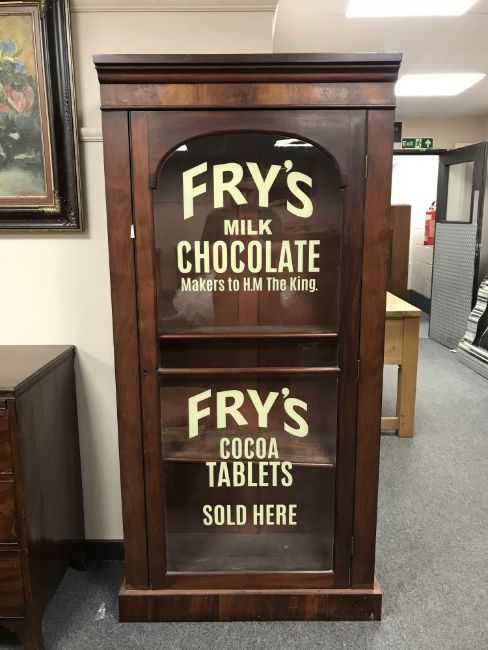 FRY'S
MILK
CHOCOLATE
Makers to H.M The King.
FRY'S
COCOA
TABLETS
SOLD HERE
Exit